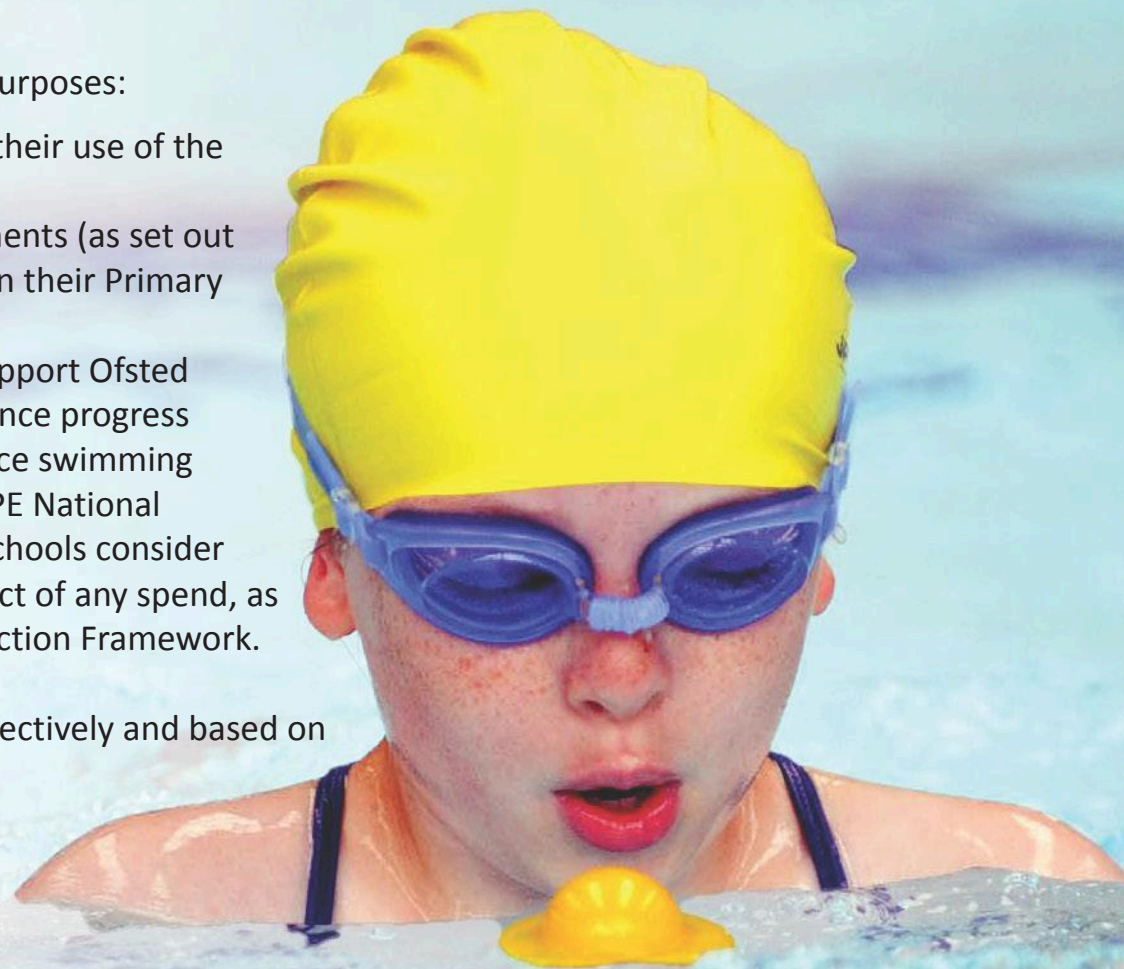 urposes:
their use of the
nents (as set out
n their Primary
pport Ofsted
nce progress
ce swimming
PE National
chools consider
ct of any spend, as
ction Framework.
ectively and based on